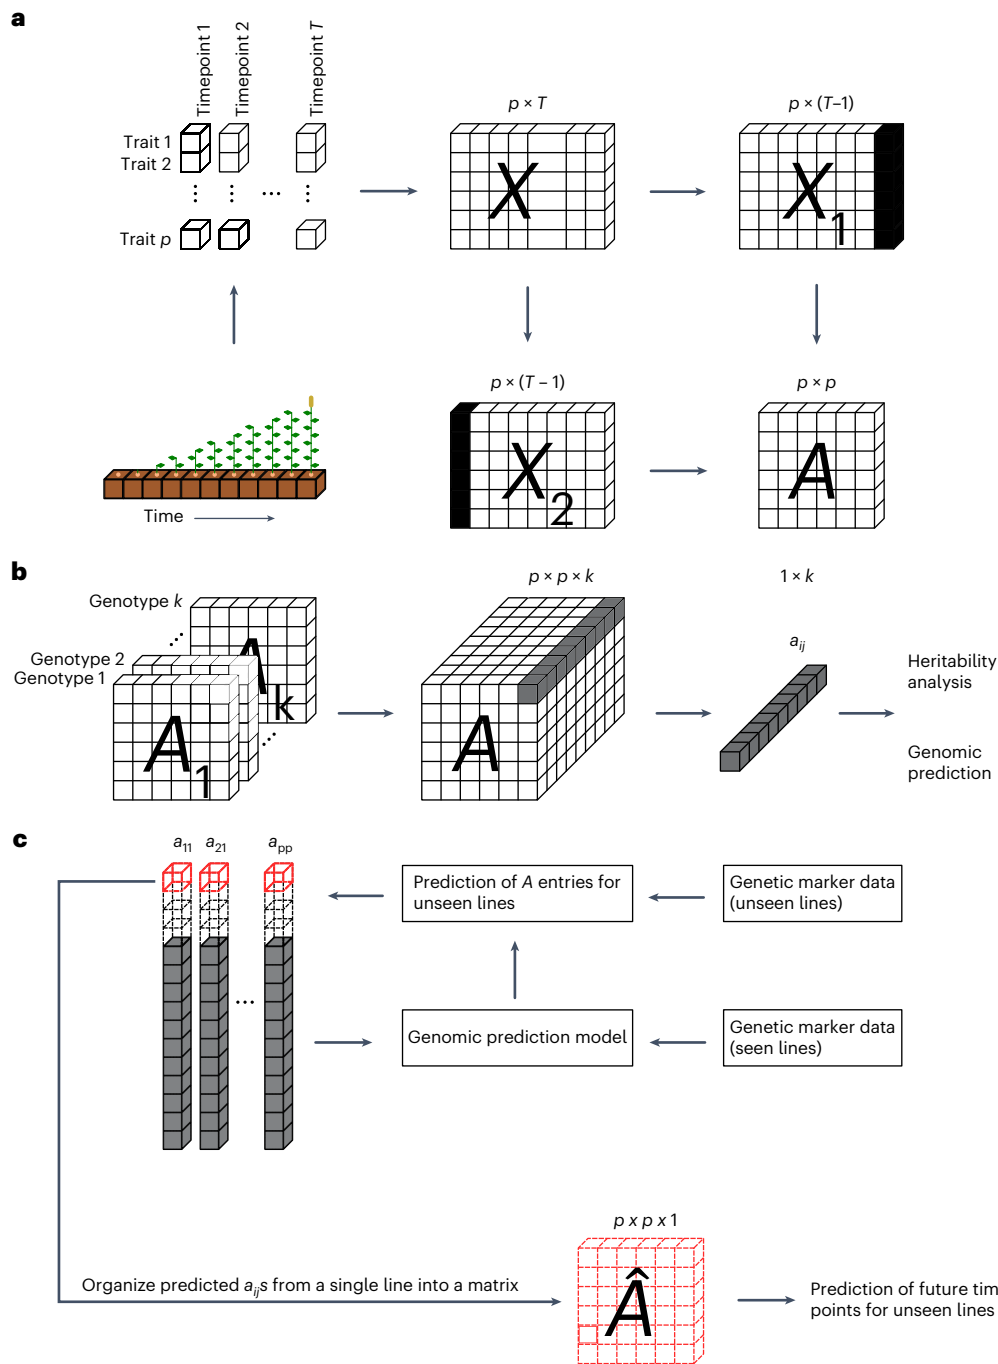 a
Timepoint 1
Timepoint 2
Timepoint T
Trait 1
Trait 2
Trait p
...
p × T
X
p × (T–1)
X1
Time
p × (T – 1)
X2
p × p
A
b
Genotype k
Genotype 2
Genotype 1
Ak
A1
p × p × k
A
1 × k
aij
Heritability
analysis
Genomic
prediction
c
a11 a21 app
...
Prediction of A entries for
unseen lines
Genetic marker data
(unseen lines)
Genomic prediction model
Genetic marker data
(seen lines)
p x p x 1
Â
Organize predicted aijs from a single line into a matrix
Prediction of future tim
points for unseen lines